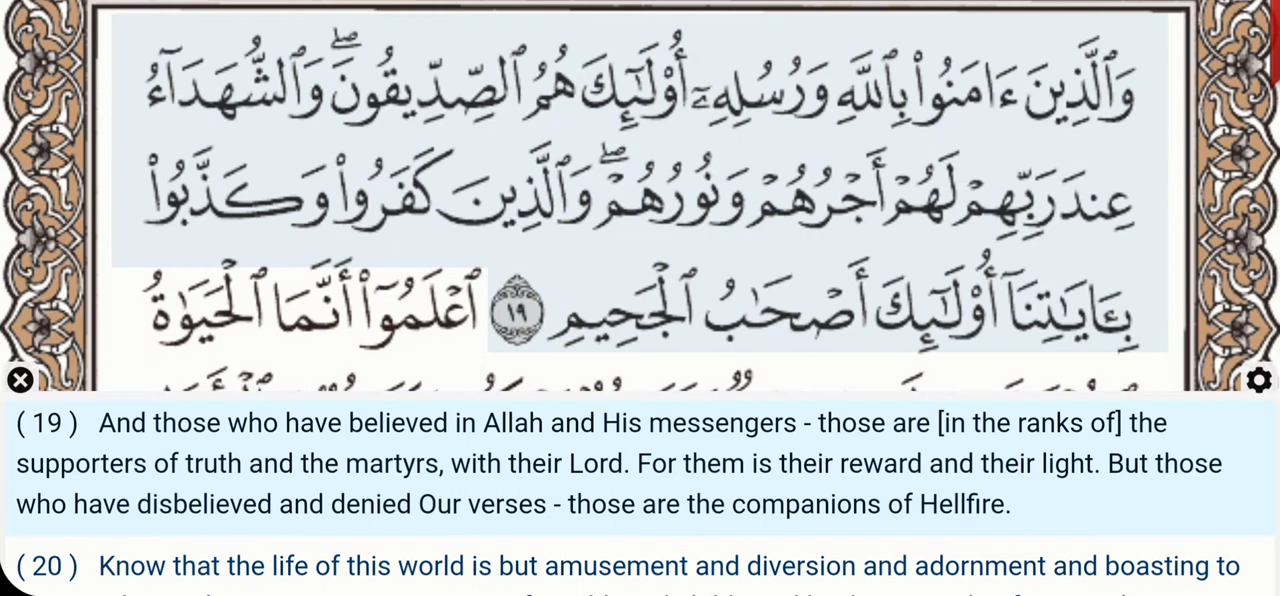 وَٱلَّذِينَ ءَامَنُوا۟ بِٱللَّهِ وَرُسُلِهِۦٓ أُو۟لَـٰٓئِكَ هُمُ ٱلصِّدِّيقُونَ ۖ وَٱلشُّهَدَآءُ
عِندَ رَبِّهِمْ لَهُمْ أَجْرُهُمْ وَنُورُهُمْ ۖ وَٱلَّذِينَ كَفَرُوا۟ وَكَذَّبُوا۟
بِـَٔايَـٰتِنَآ أُو۟لَـٰٓئِكَ أَصْحَـٰبُ ٱلْجَحِيمِ ١٩ ٱعْلَمُوٓا۟ أَنَّمَا ٱلْحَيَوٰةُ
( 19 ) And those who have believed in Allah and His messengers - those are [in the ranks of] the
supporters of truth and the martyrs, with their Lord. For them is their reward and their light. But those
who have disbelieved and denied Our verses - those are the companions of Hellfire.
( 20 ) Know that the life of this world is but amusement and diversion and adornment and boasting to